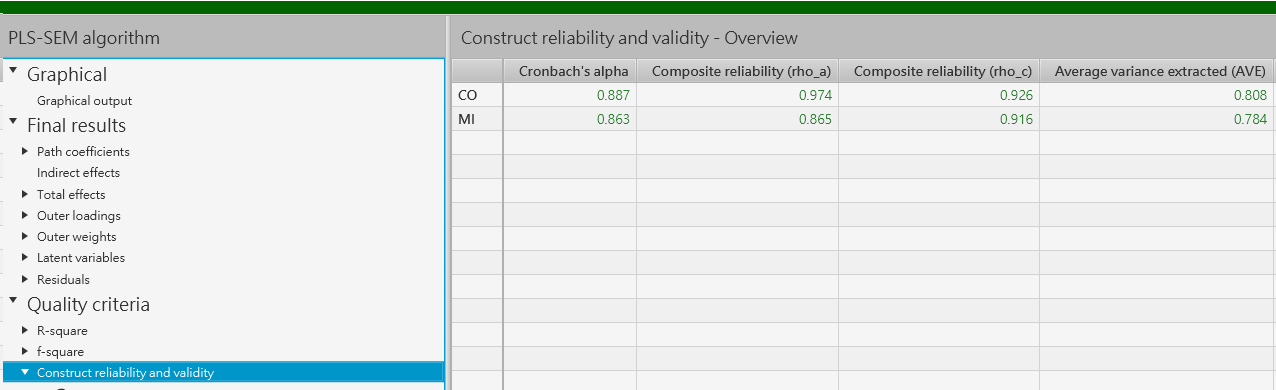 PLS-SEM algorithm
Graphical
Graphical output
Final results
Path coefficients
Indirect effects
Total effects
Outer loadings
Outer weights
Latent variables
Residuals
Quality criteria
R-square
f-square
Construct reliability and validity
Construct reliability and validity - Overview
Cronbach's alpha Composite reliability (rho_a) Composite reliability (rho_c) Average variance extracted (AVE)
CO 0.887 0.974 0.926 0.808
MI 0.863 0.865 0.916 0.784